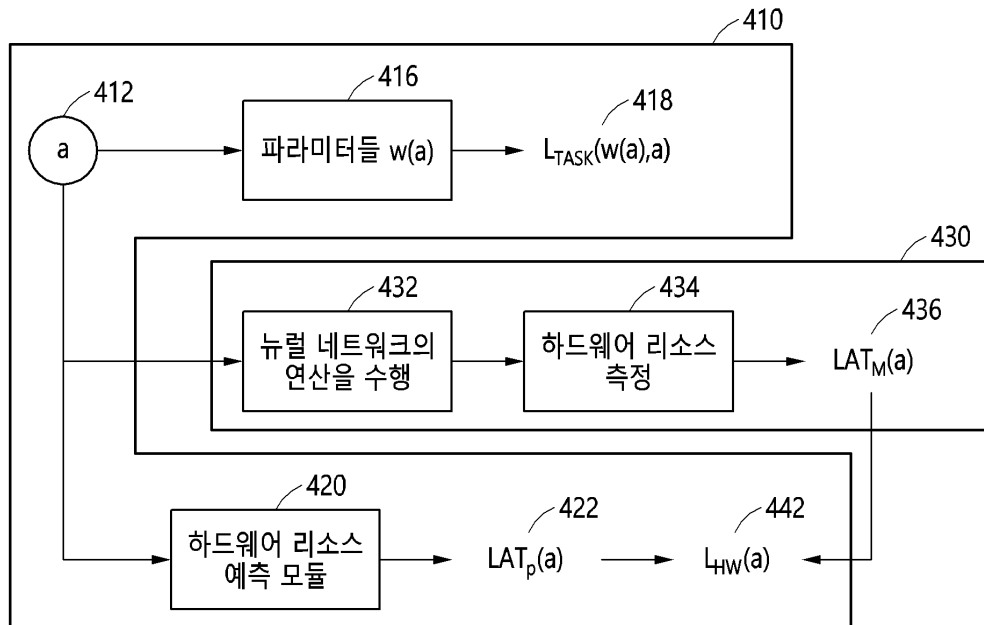 410
412
416
418
a
파라미터들 w(a)
L_TASK(w(a),a)
430
432
434
436
뉴럴 네트워크의
연산을 수행
하드웨어 리소스
측정
LAT_M(a)
420
422
442
하드웨어 리소스
예측 모듈
LAT_p(a)
L_HW(a)